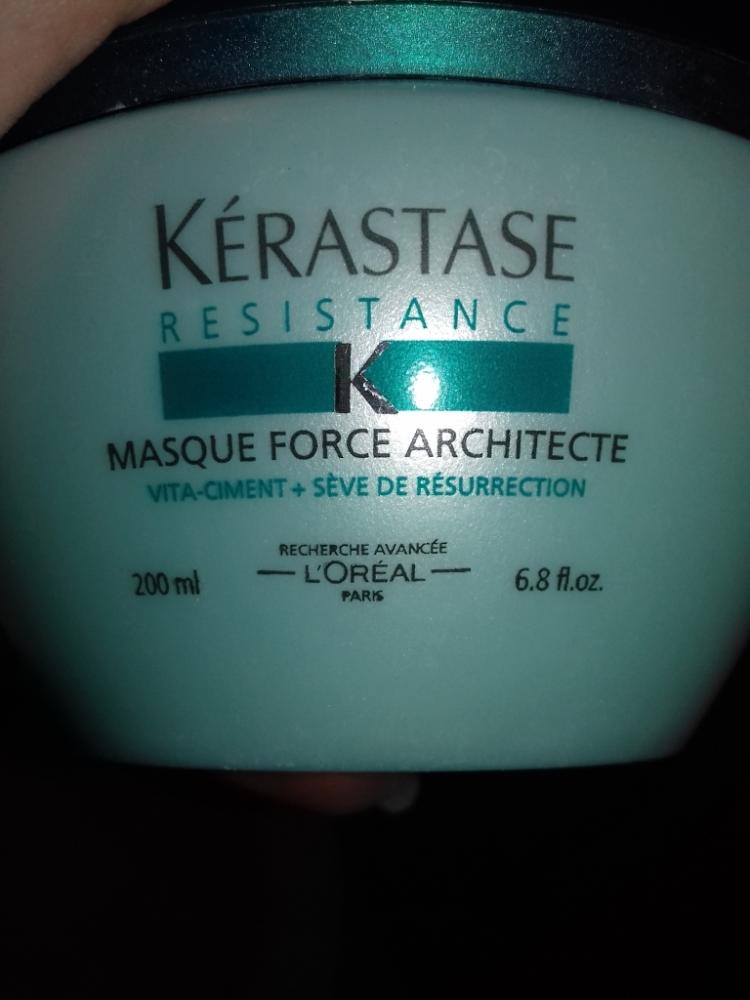 KÉRASTASE
RESISTANCE
K
MASQUE FORCE ARCHITECTE
VITA-CIMENT + SÈVE DE RÉSURRECTION
RECHERCHE AVANCÉE
200 ml L'ORÉAL 6.8 fl.oz.
PARIS